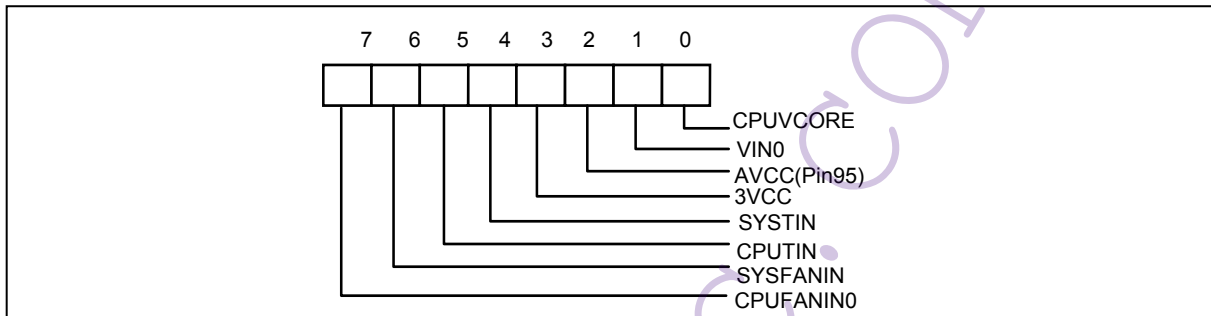 7 6 5 4 3 2 1 0
CPUVCORE
VIN0
AVCC(Pin95)
3VCC
SYSTIN
CPUTIN
SYSFANIN
CPUFANIN0